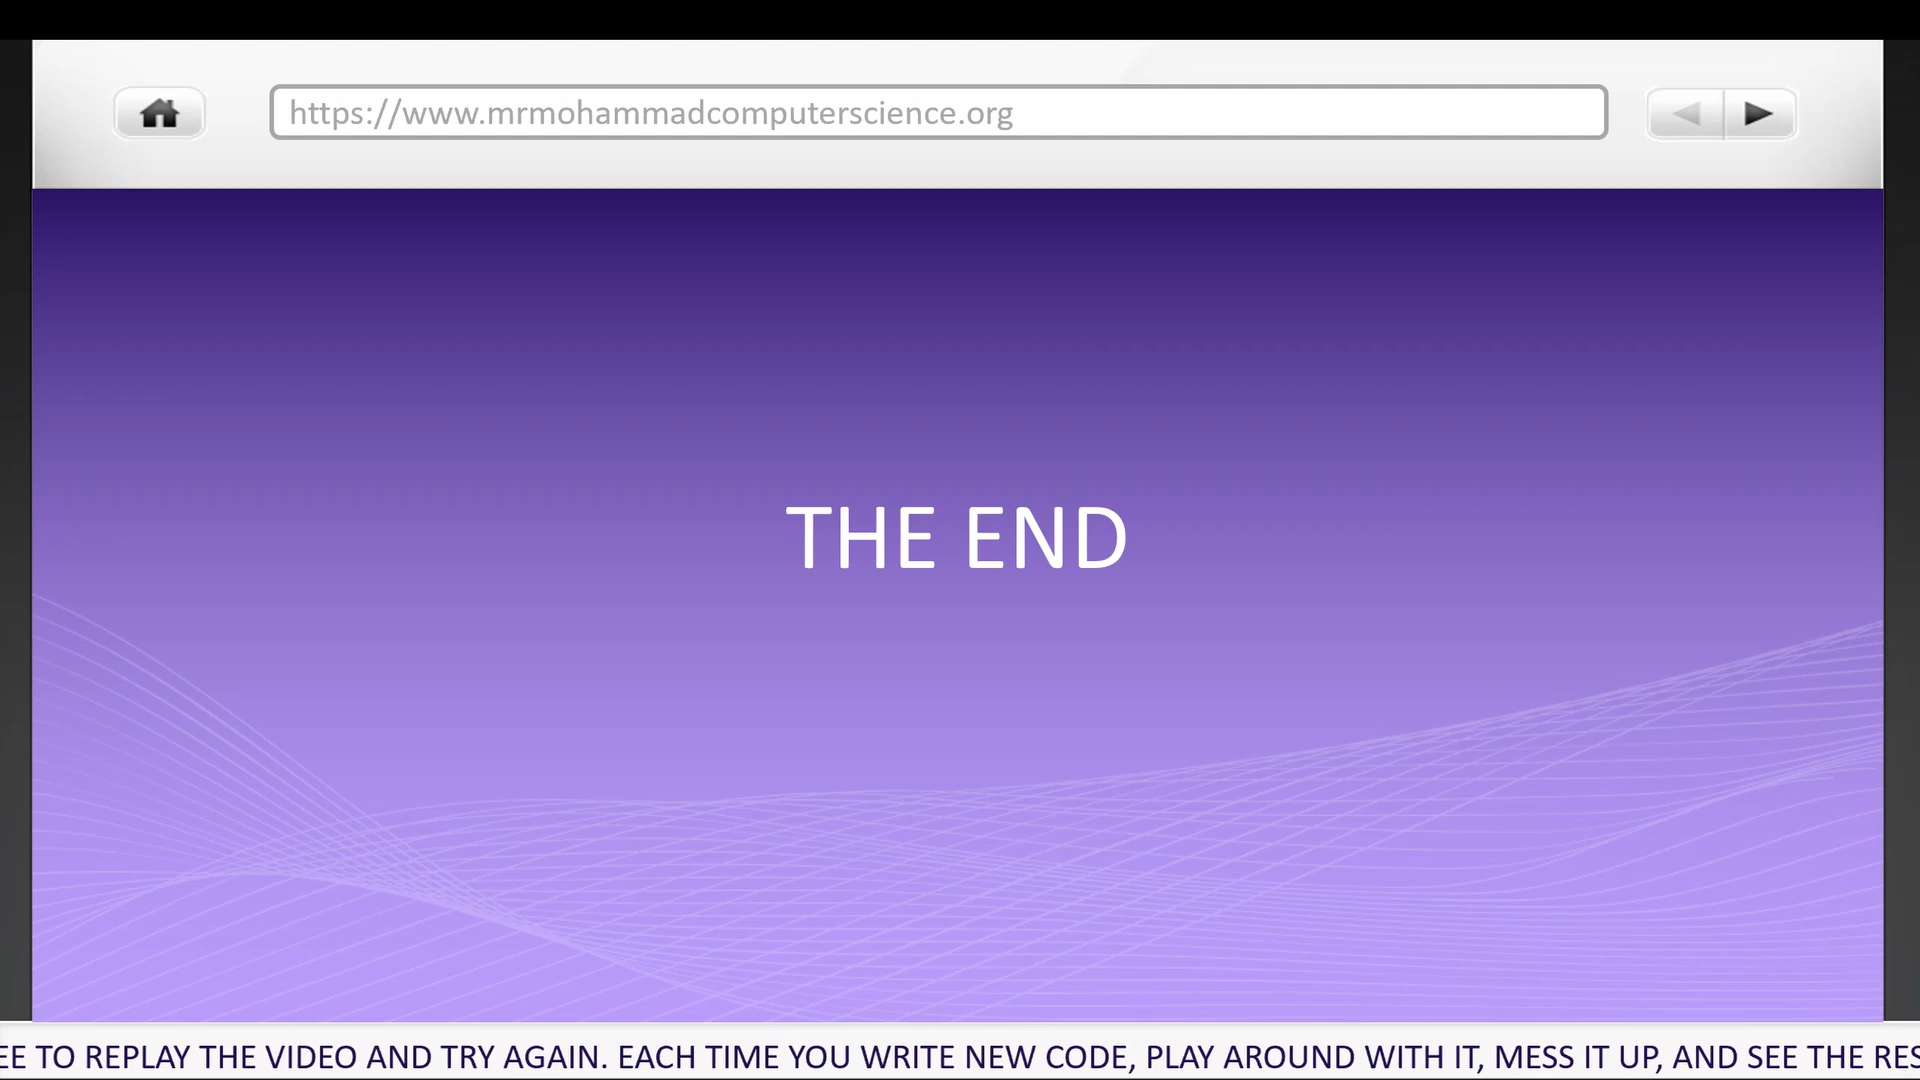 https://www.mrmohammadcomputerscience.org
THE END
TO REPLAY THE VIDEO AND TRY AGAIN. EACH TIME YOU WRITE NEW CODE, PLAY AROUND WITH IT, MESS IT UP, AND SEE THE